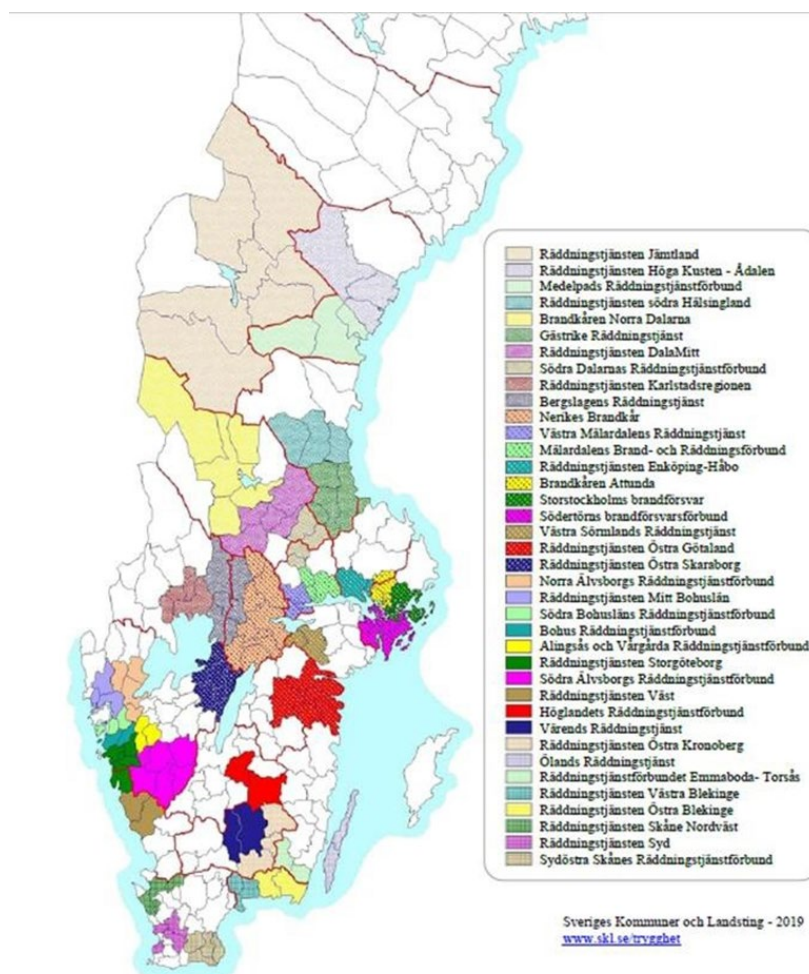 Räddningstjänsten Jämtland
Räddningstjänsten Höga Kusten - Ådalen
Medelpads Räddningstjänstförbund
Räddningstjänsten södra Hälsingland
Brandkåren Norra Dalarna
Gästrike Räddningstjänst
Räddningstjänsten DalaMitt
Södra Dalarnas Räddningstjänstförbund
Räddningstjänsten Karlstadsregionen
Bergslagens Räddningstjänst
Nerikes Brandkår
Västra Mälardalens Räddningstjänst
Mälardalens Brand- och Räddningsförbund
Räddningstjänsten Enköping-Håbo
Brandkåren Attunda
Storstockholms brandförsvar
Södertörns brandförsvarsförbund
Västra Sörmlands Räddningstjänst
Räddningstjänsten Östra Götaland
Räddningstjänsten Östra Skaraborg
Norra Älvsborgs Räddningstjänstförbund
Räddningstjänsten Mitt Bohuslän
Södra Bohusläns Räddningstjänstförbund
Bohus Räddningstjänstförbund
Alingsås och Vårgårda Räddningstjänstförbund
Räddningstjänsten Storgöteborg
Södra Älvsborgs Räddningstjänstförbund
Räddningstjänsten Väst
Höglandets Räddningstjänstförbund
Värends Räddningstjänst
Räddningstjänsten Östra Kronoberg
Ölands Räddningstjänst
Räddningstjänstförbundet Emmaboda- Torsås
Räddningstjänsten Västra Blekinge
Räddningstjänsten Östra Blekinge
Räddningstjänsten Skåne Nordväst
Räddningstjänsten Syd
Sydöstra Skånes Räddningstjänstförbund
Sveriges Kommuner och Landsting - 2019
www.skl.se/trygghet